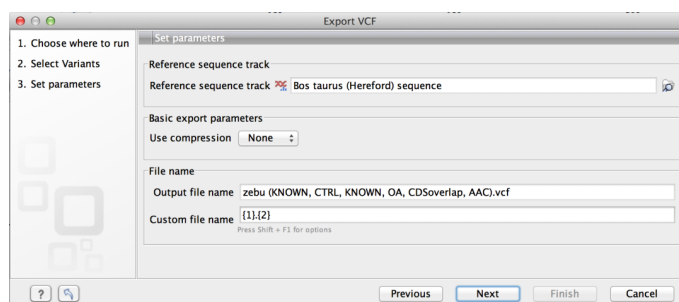 Export VCF
1. Choose where to run
2. Select Variants
3. Set parameters
Set parameters
Reference sequence track
Reference sequence track Bos taurus (Hereford) sequence
Basic export parameters
Use compression None
File name
Output file name zebu (KNOWN, CTRL, KNOWN, OA, CDSoverlap, AAC).vcf
Custom file name {1}.{2}
Press Shift + F1 for options
? Previous Next Finish Cancel